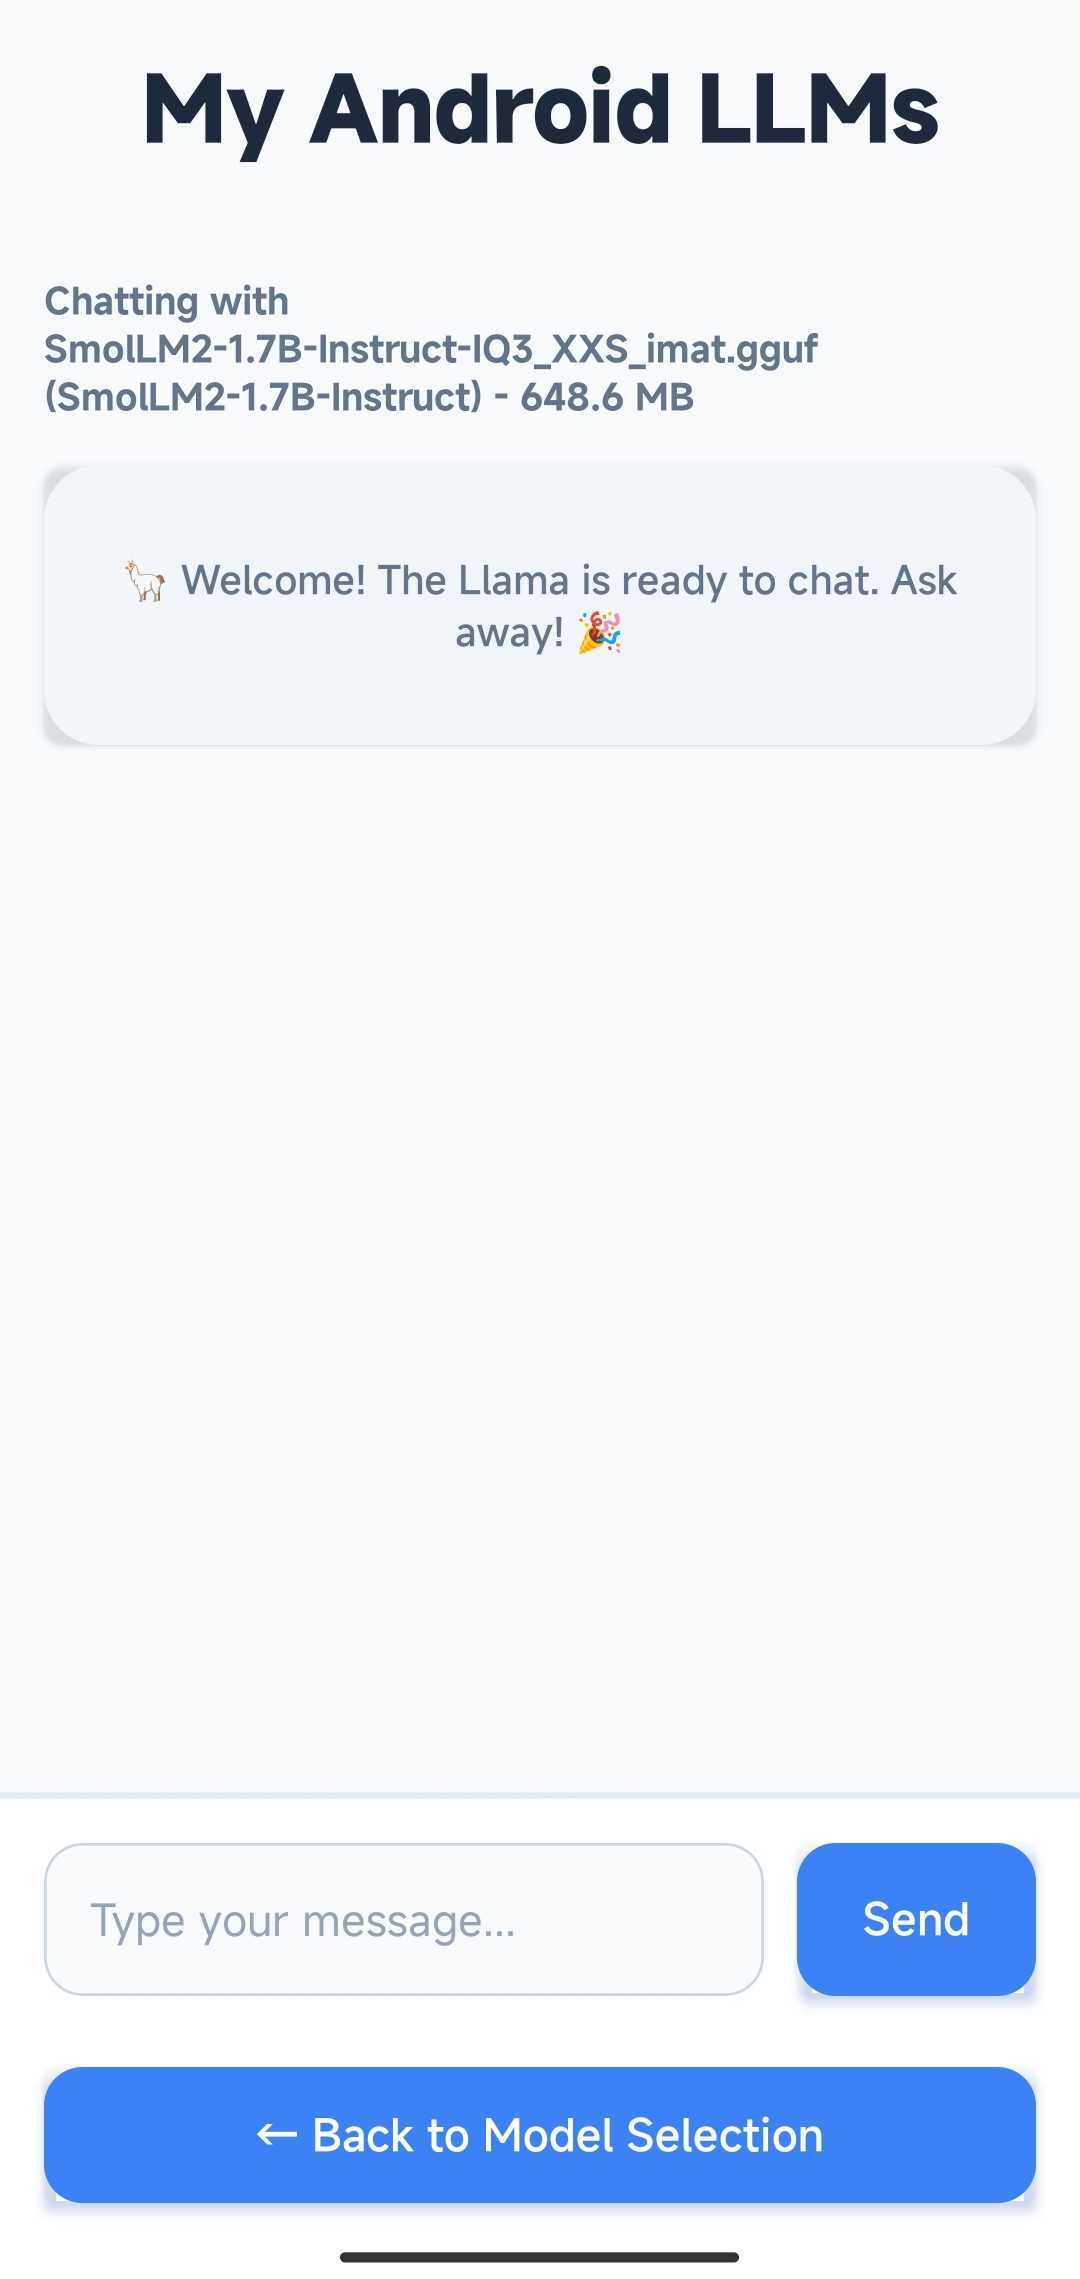 My Android LLMs
Chatting with
SmolLM2-1.7B-Instruct-IQ3_XXS_imat.gguf
(SmolLM2-1.7B-Instruct) - 648.6 MB
🦙 Welcome! The Llama is ready to chat. Ask
away! 🎉
Type your message...
Send
← Back to Model Selection